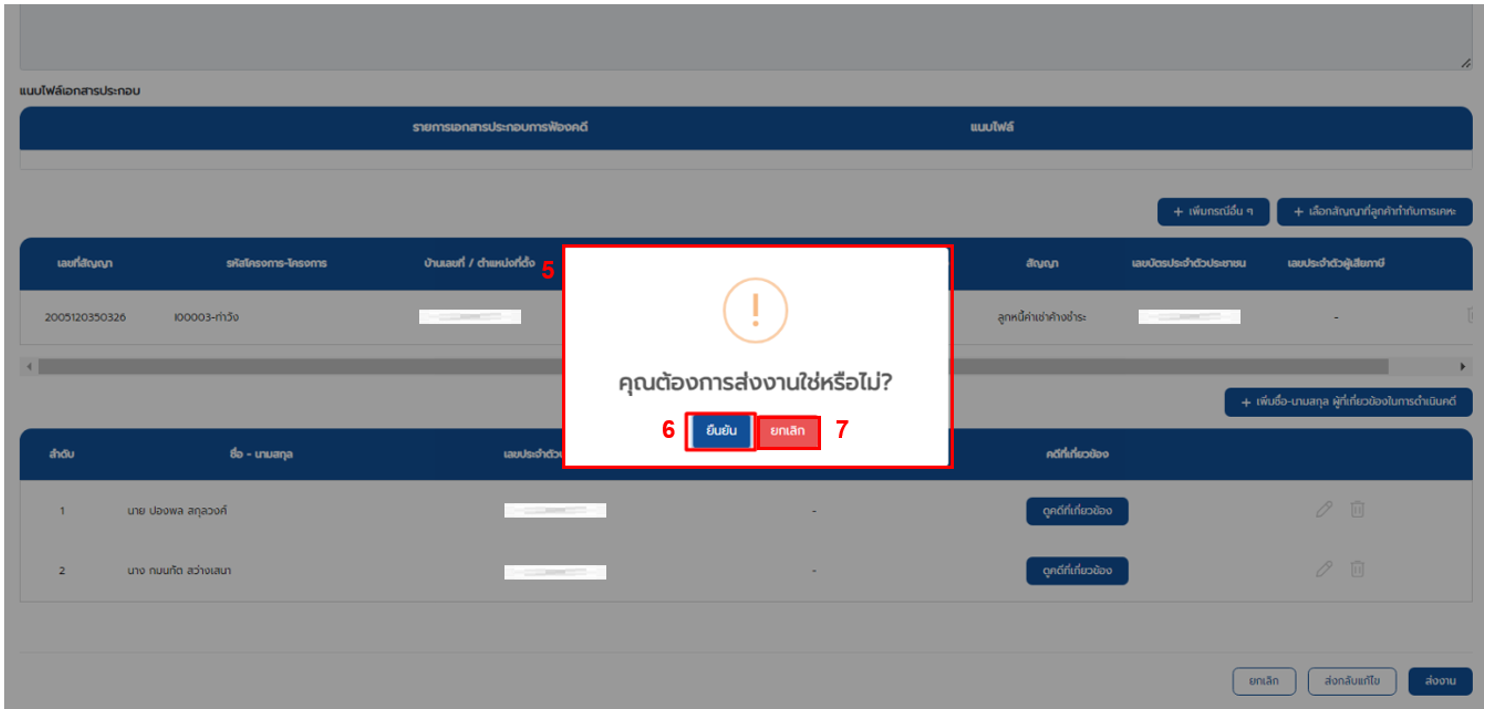 แนบไฟล์เอกสารประกอบ
รายการเอกสารประกอบการฟ้องคดี แนบไฟล์
+ เพิ่มกรณีอื่น ๆ + เลือกสัญญาที่ลูกค้าทำกับการเคหะ
เลขที่สัญญา รหัสโครงการ-โครงการ บ้านเลขที่ / ตำแหน่งที่ตั้ง 5 สัญญา เลขบัตรประจำตัวประชาชน เลขประจำตัวผู้เสียภาษี
2005120350326 I00003-ท่าวัง ลูกหนี้ค่าเช่าค้างชำระ -
คุณต้องการส่งงานใช่หรือไม่?
+ เพิ่มชื่อ-นามสกุล ผู้ที่เกี่ยวข้องในการดำเนินคดี
6 ยืนยัน ยกเลิก 7
ลำดับ ชื่อ - นามสกุล เลขประจำตัว คดีที่เกี่ยวข้อง
1 นาย ปองพล สกุลวงค์ - ดูคดีที่เกี่ยวข้อง
2 นาง กมนทัต สว่างเสนา - ดูคดีที่เกี่ยวข้อง
ยกเลิก ส่งกลับแก้ไข ส่งงาน